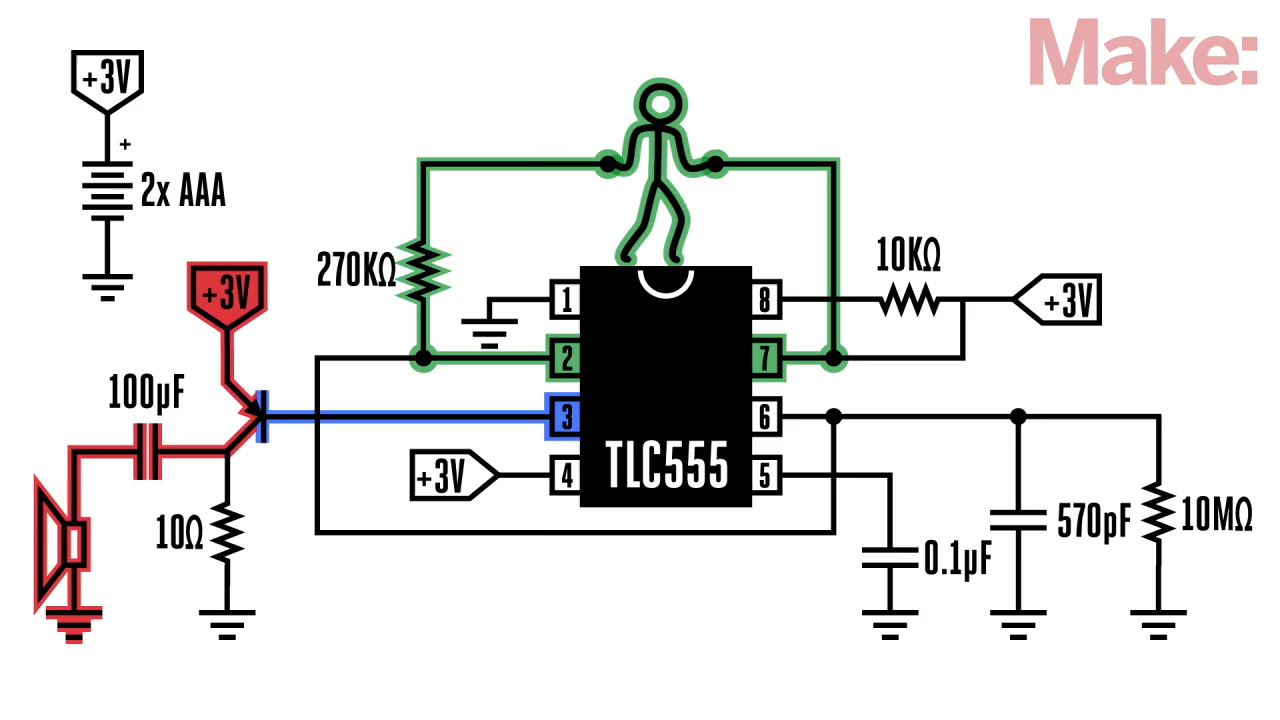 Make:
+3V
+
2x AAA
+3V
100µF
10Ω
270KΩ
10KΩ
+3V
1
2
3
4
8
7
6
5
TLC555
+3V
0.1µF
570pF
10MΩ